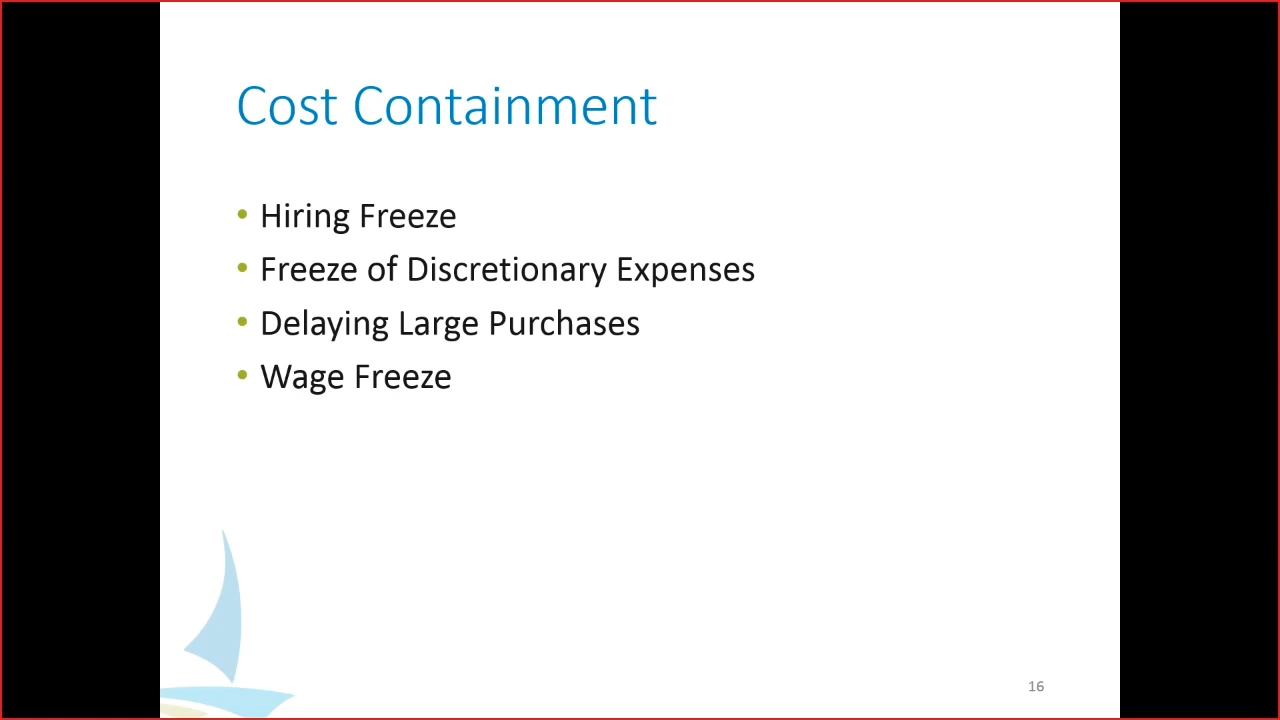 Cost Containment
• Hiring Freeze
• Freeze of Discretionary Expenses
• Delaying Large Purchases
• Wage Freeze
16